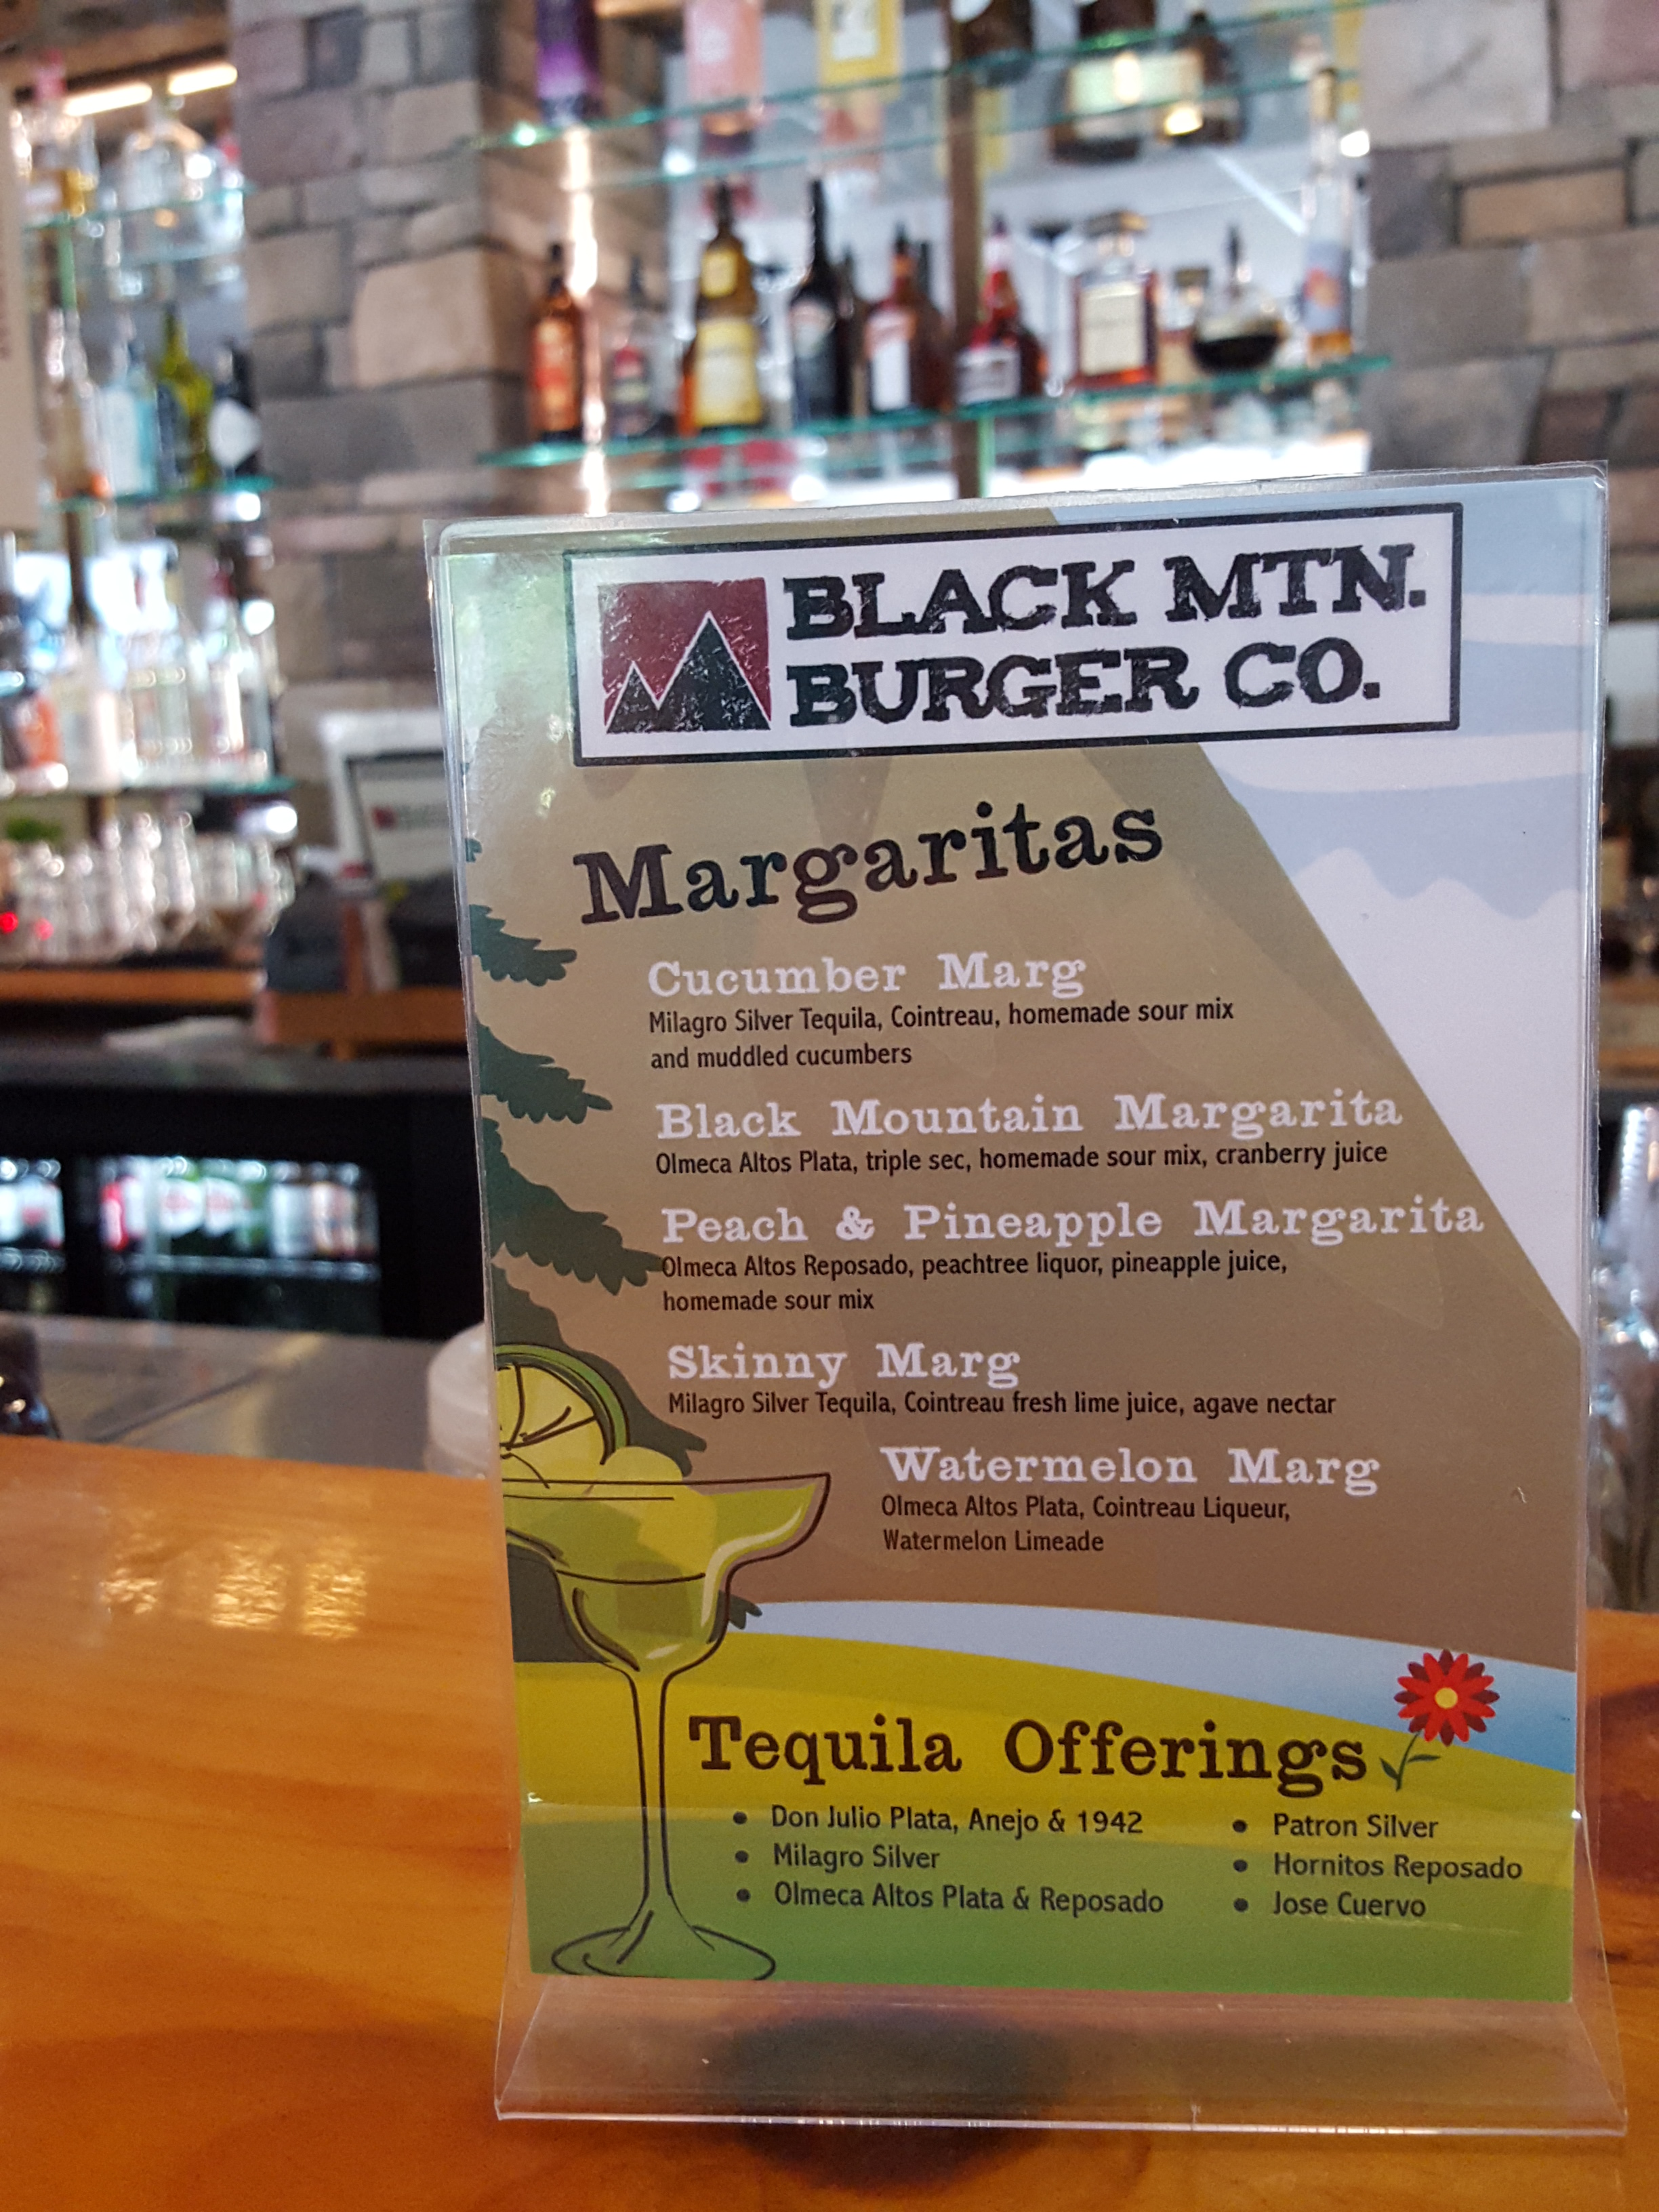 BLACK MTN.
BURGER CO.
Margaritas
Cucumber Marg
Milagro Silver Tequila, Cointreau, homemade sour mix
and muddled cucumbers
Black Mountain Margarita
Olmeca Altos Plata, triple sec, homemade sour mix, cranberry juice
Peach & Pineapple Margarita
Olmeca Altos Reposado, peachtree liquor, pineapple juice,
homemade sour mix
Skinny Marg
Milagro Silver Tequila, Cointreau fresh lime juice, agave nectar
Watermelon Marg
Olmeca Altos Plata, Cointreau Liqueur,
Watermelon Limeade
Tequila Offerings
• Don Julio Plata, Anejo & 1942
• Milagro Silver
• Olmeca Altos Plata & Reposado
• Patron Silver
• Hornitos Reposado
• Jose Cuervo